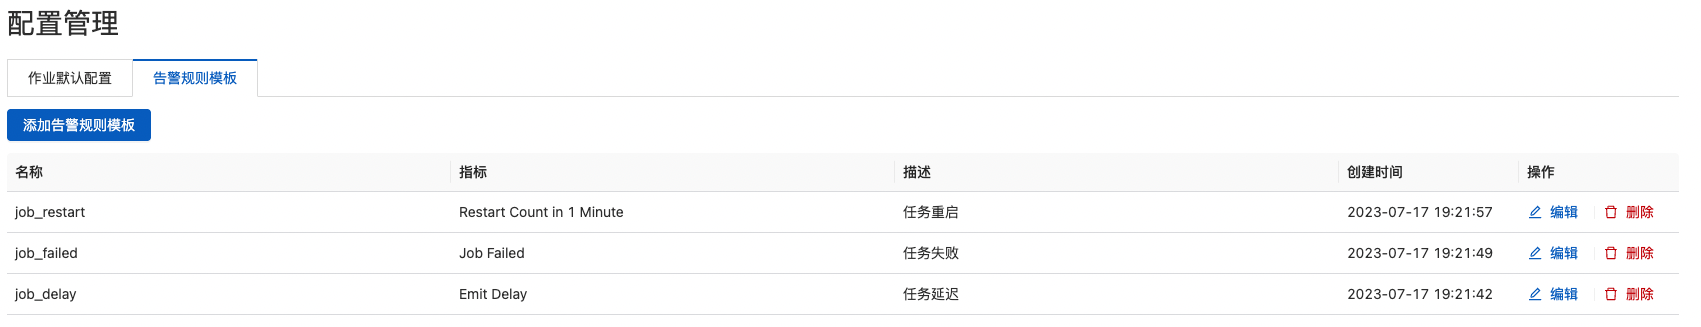 配置管理
作业默认配置 告警规则模板
添加告警规则模板
名称 指标 描述 创建时间 操作
job_restart Restart Count in 1 Minute 任务重启 2023-07-17 19:21:57 编辑 删除
job_failed Job Failed 任务失败 2023-07-17 19:21:49 编辑 删除
job_delay Emit Delay 任务延迟 2023-07-17 19:21:42 编辑 删除